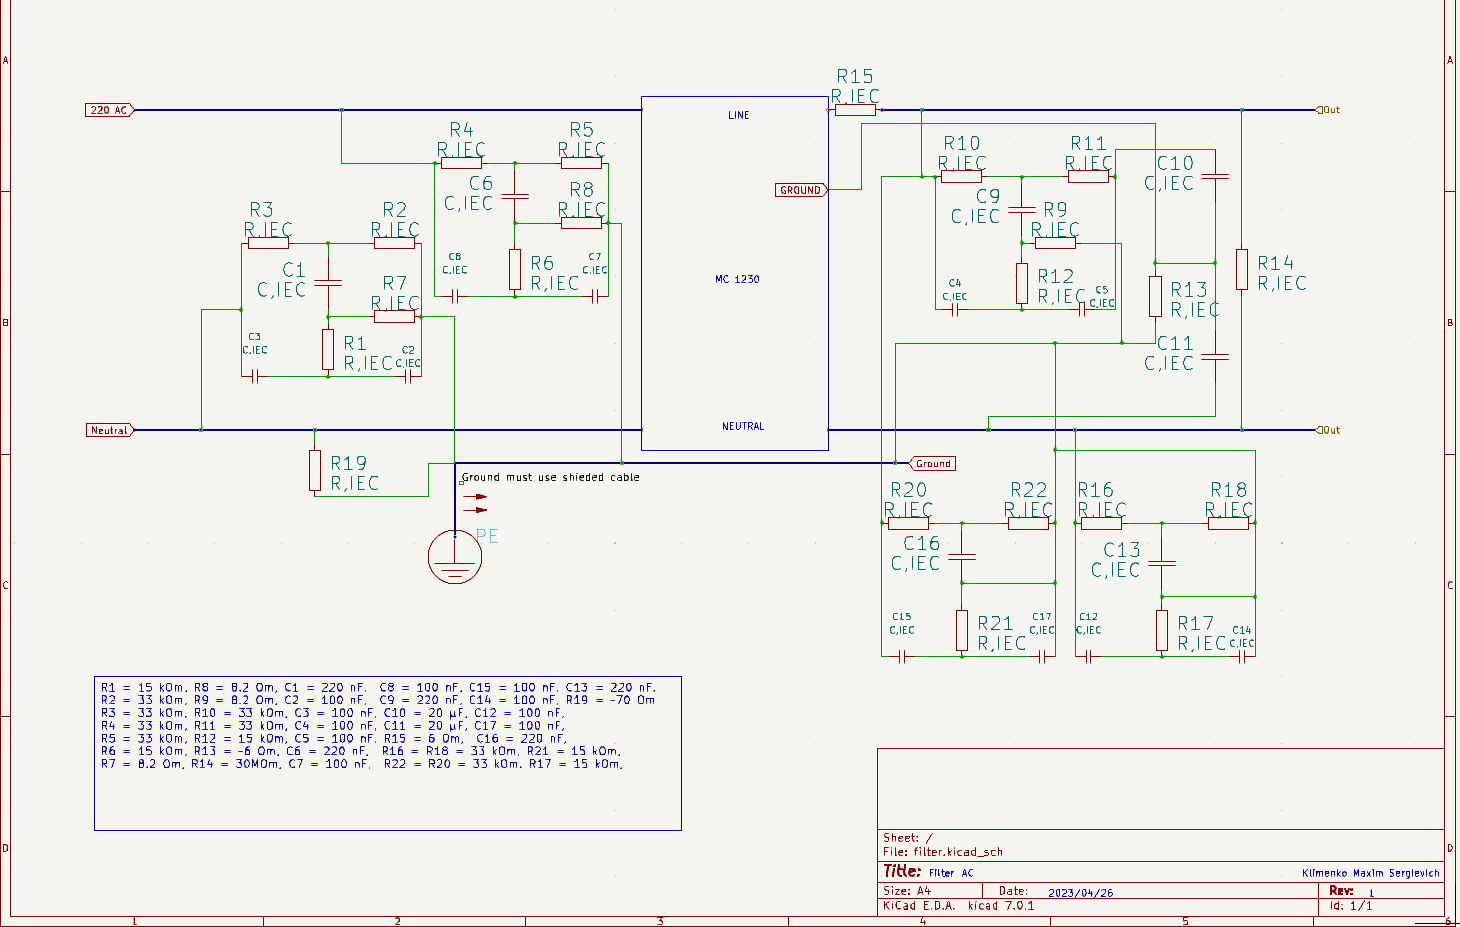 R15
R,IEC
220 AC
LINE
Out
R4
R,IEC
R5
R,IEC
R10
R,IEC
R11
R,IEC
C10
C,IEC
C6
C,IEC
R8
R,IEC
GROUND
C9
C,IEC
R9
R,IEC
R3
R,IEC
R2
R,IEC
C1
C,IEC
R7
R,IEC
C8
C,IEC
R6
R,IEC
C7
C,IEC
MC 1230
C4
C,IEC
R12
R,IEC
C5
C,IEC
R13
R,IEC
R14
R,IEC
C3
C,IEC
R1
R,IEC
C2
C,IEC
C11
C,IEC
Neutral
NEUTRAL
Out
R19
R,IEC
Ground
Ground must use shieded cable
PE
R20
R,IEC
R22
R,IEC
R16
R,IEC
R18
R,IEC
C16
C,IEC
C13
C,IEC
C15
C,IEC
R21
R,IEC
C17
C,IEC
C12
C,IEC
R17
R,IEC
C14
C,IEC
R1 = 15 kOm, R8 = 8.2 Om, C1 = 220 nF, C8 = 100 nF, C15 = 100 nF, C13 = 220 nF,
R2 = 33 kOm, R9 = 8.2 Om, C2 = 100 nF, C9 = 220 nF, C14 = 100 nF, R19 = ~70 Om
R3 = 33 kOm, R10 = 33 kOm, C3 = 100 nF, C10 = 20 µF, C12 = 100 nF,
R4 = 33 kOm, R11 = 33 kOm, C4 = 100 nF, C11 = 20 µF, C17 = 100 nF,
R5 = 33 kOm, R12 = 15 kOm, C5 = 100 nF, R15 = 6 Om, C16 = 220 nF,
R6 = 15 kOm, R13 = ~6 Om, C6 = 220 nF, R16 = R18 = 33 kOm, R21 = 15 kOm,
R7 = 8.2 Om, R14 = 30MOm, C7 = 100 nF, R22 = R20 = 33 kOm, R17 = 15 kOm,
Sheet: /
File: filter.kicad_sch
Title: Filter AC
Klimenko Maxim Sergievich
Size: A4
Date: 2023/04/26
Rev: 1
KiCad E.D.A. kicad 7.0.1
Id: 1/1
A
A
B
B
C
C
D
D
1
2
3
4
5
6